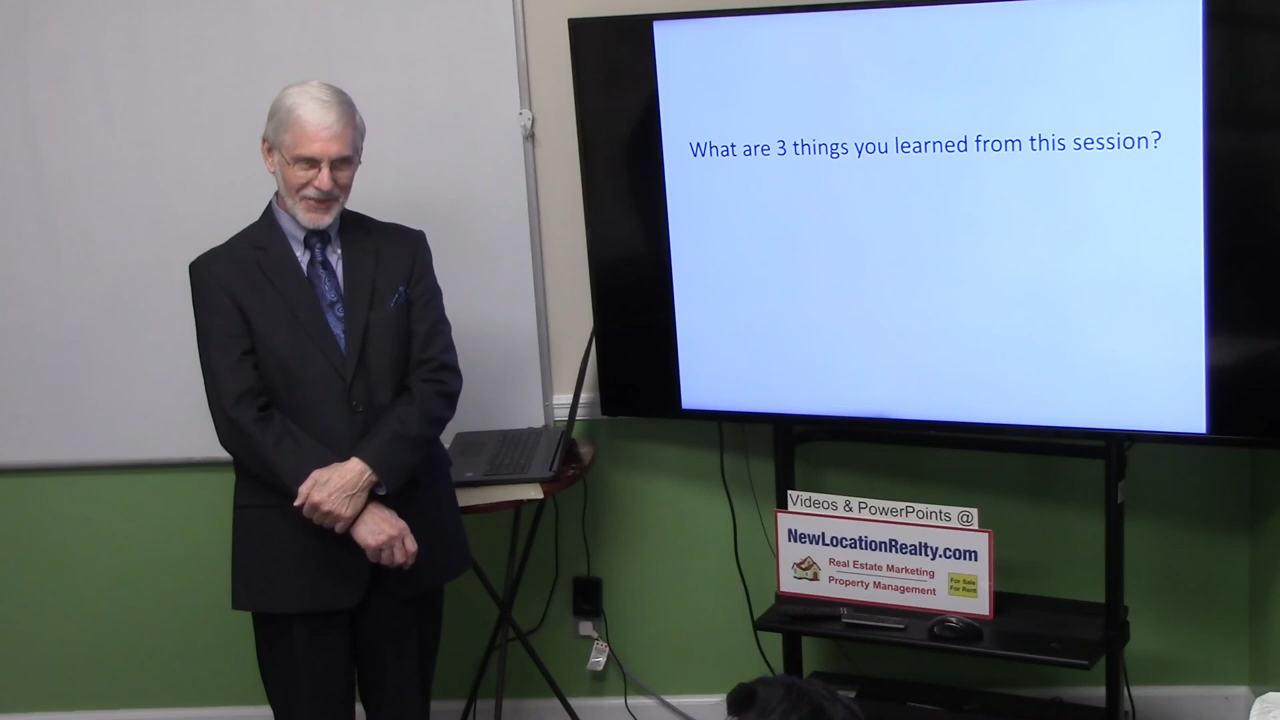 What are 3 things you learned from this session?
Videos & PowerPoints @
NewLocationRealty.com
Real Estate Marketing
Property Management
For Sale
For Rent